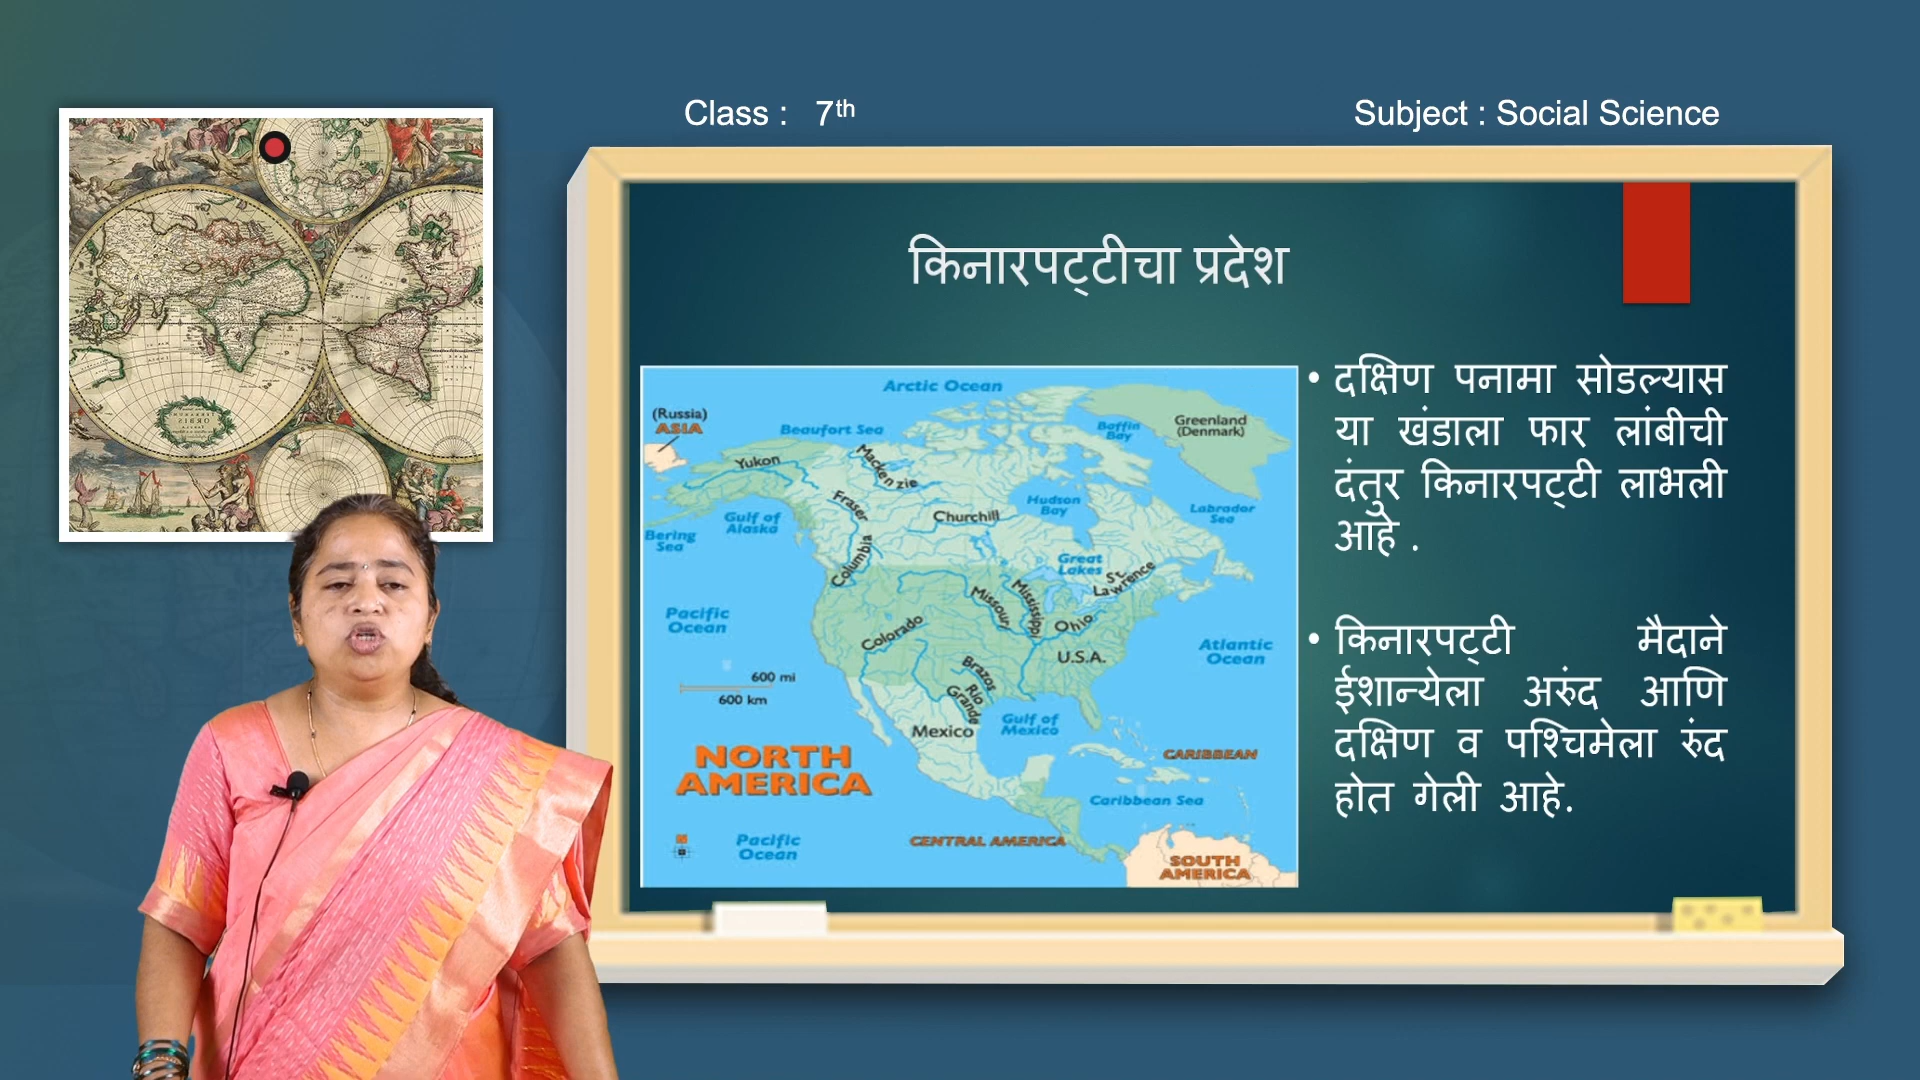 Class : 7th
Subject : Social Science
किनारपट्टीचा प्रदेश
• दक्षिण पनामा सोडल्यास
या खंडाला फार लांबीची
दंतुर किनारपट्टी लाभली
आहे .
• किनारपट्टी मैदाने
ईशान्येला अरुंद आणि
दक्षिण व पश्चिमेला रुंद
होत गेली आहे.
Arctic Ocean
(Russia)
ASIA
Beaufort Sea
Baffin
Bay
Greenland
(Denmark)
Yukon
Macken zie
Fraser
Hudson
Bay
Labrador
Sea
Gulf of
Alaska
Churchill
Bering
Sea
Columbia
Great
Lakes
St.
Lawrence
Missouri
Mississippi
Ohio
Pacific
Ocean
Colorado
Atlantic
Ocean
U.S.A.
Brazos
Rio
Grande
600 mi
600 km
Gulf of
Mexico
Mexico
NORTH
AMERICA
CARIBBEAN
Caribbean Sea
N
Pacific
Ocean
CENTRAL AMERICA
SOUTH
AMERICA